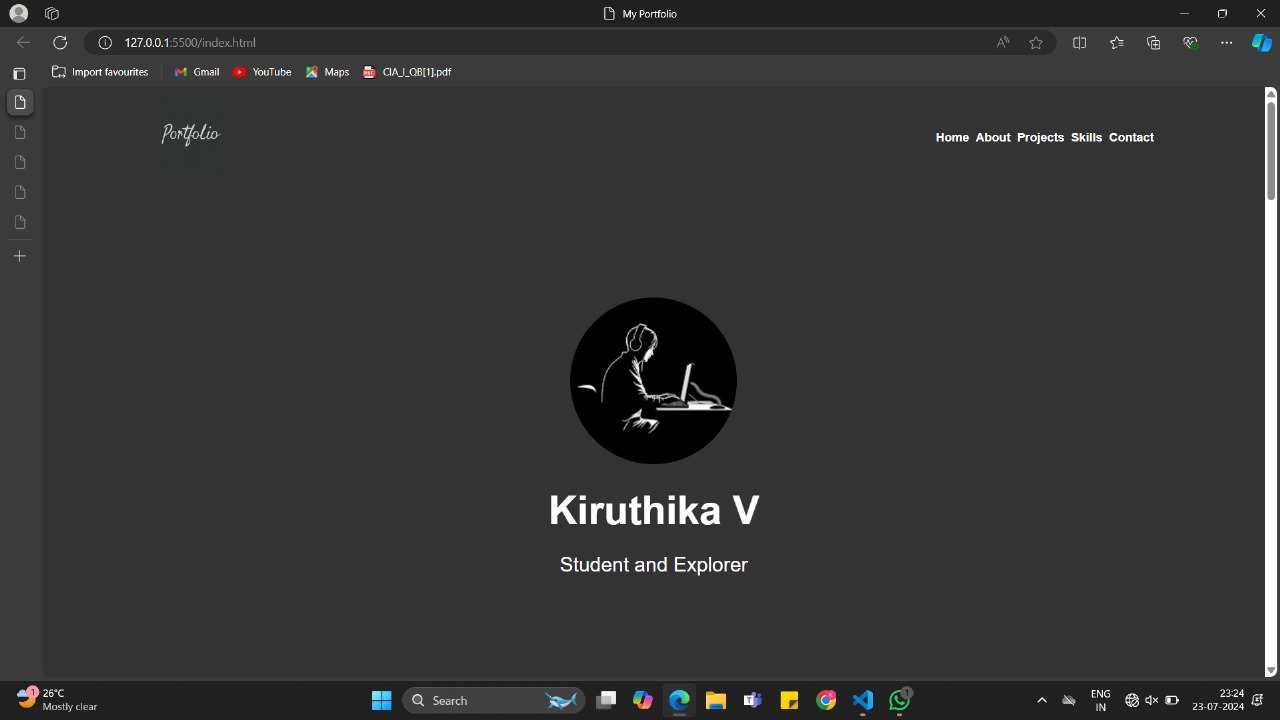 My Portfolio
127.0.0.1:5500/index.html
Import favourites Gmail YouTube Maps CIA_I_QB[1].pdf
Portfolio
Home About Projects Skills Contact
Kiruthika V
Student and Explorer
1 26°C
Mostly clear
Search
1
ENG
IN
23:24
23-07-2024